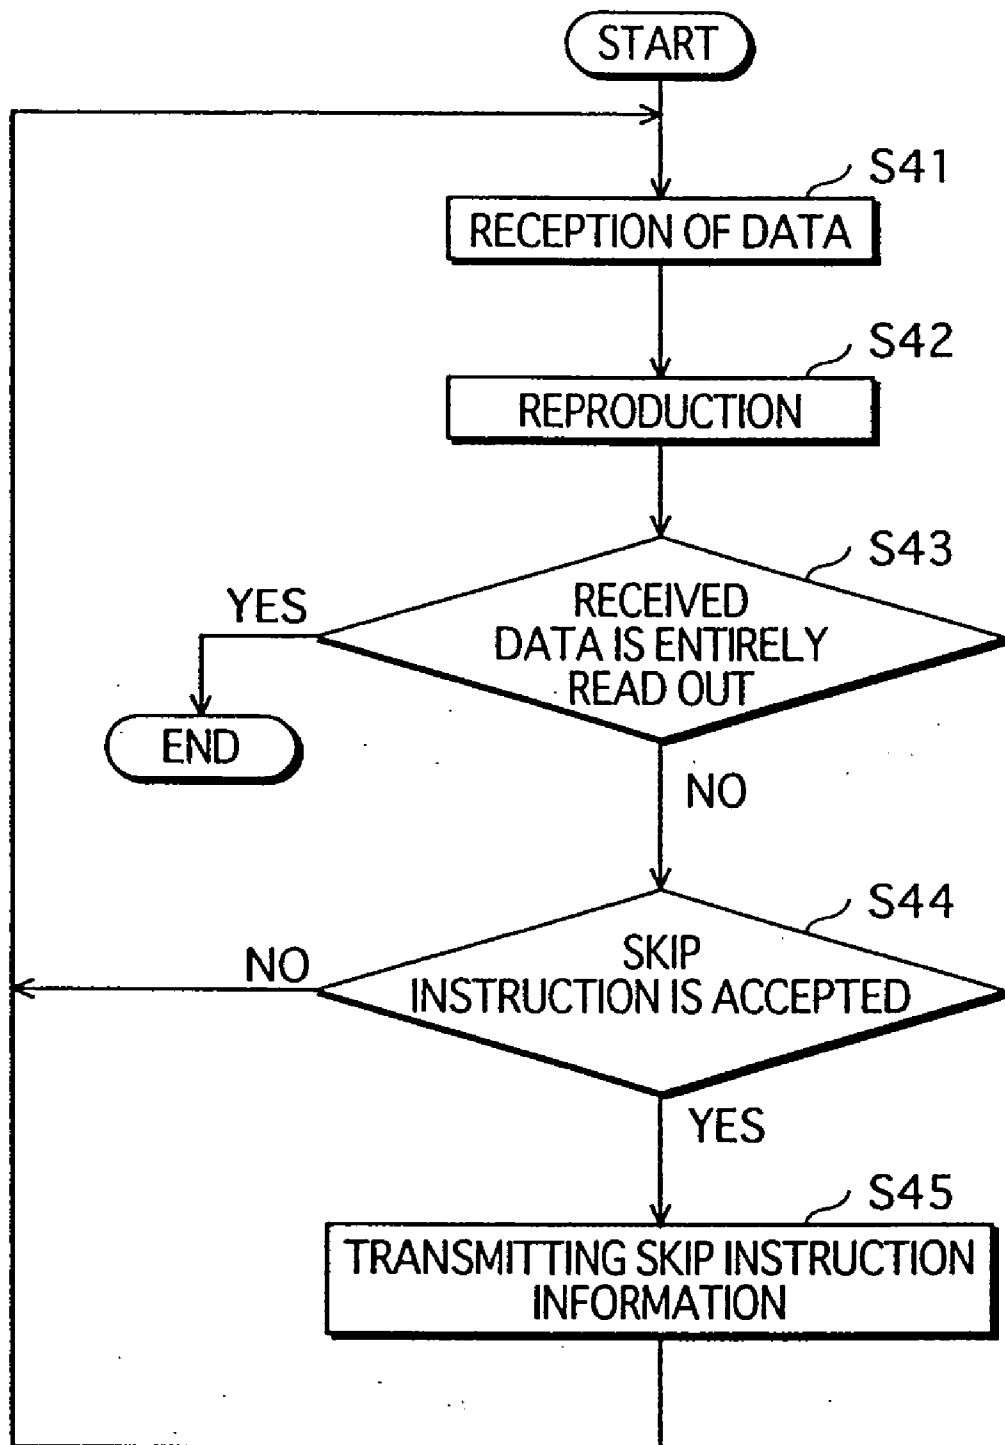 START
S41
RECEPTION OF DATA
S42
REPRODUCTION
S43
YES
RECEIVED
DATA IS ENTIRELY
READ OUT
END
NO
S44
NO
SKIP
INSTRUCTION IS ACCEPTED
YES
S45
TRANSMITTING SKIP INSTRUCTION
INFORMATION